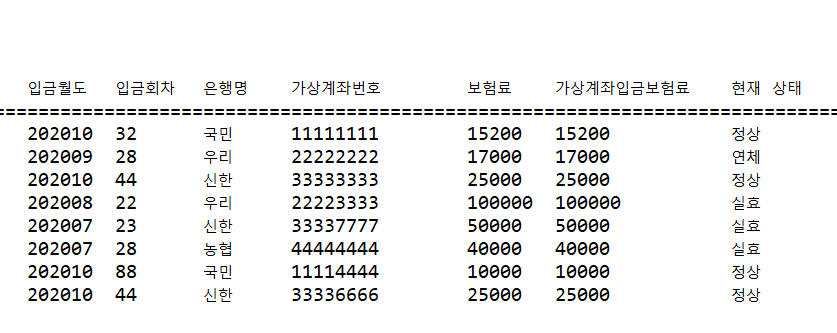 입금월도 입금회차 은행명 가상계좌번호 보험료 가상계좌입금보험료 현재 상태
================================================================================
202010 32 국민 11111111 15200 15200 정상
202009 28 우리 22222222 17000 17000 연체
202010 44 신한 33333333 25000 25000 정상
202008 22 우리 22223333 100000 100000 실효
202007 23 신한 33337777 50000 50000 실효
202007 28 농협 44444444 40000 40000 실효
202010 88 국민 11114444 10000 10000 정상
202010 44 신한 33336666 25000 25000 정상